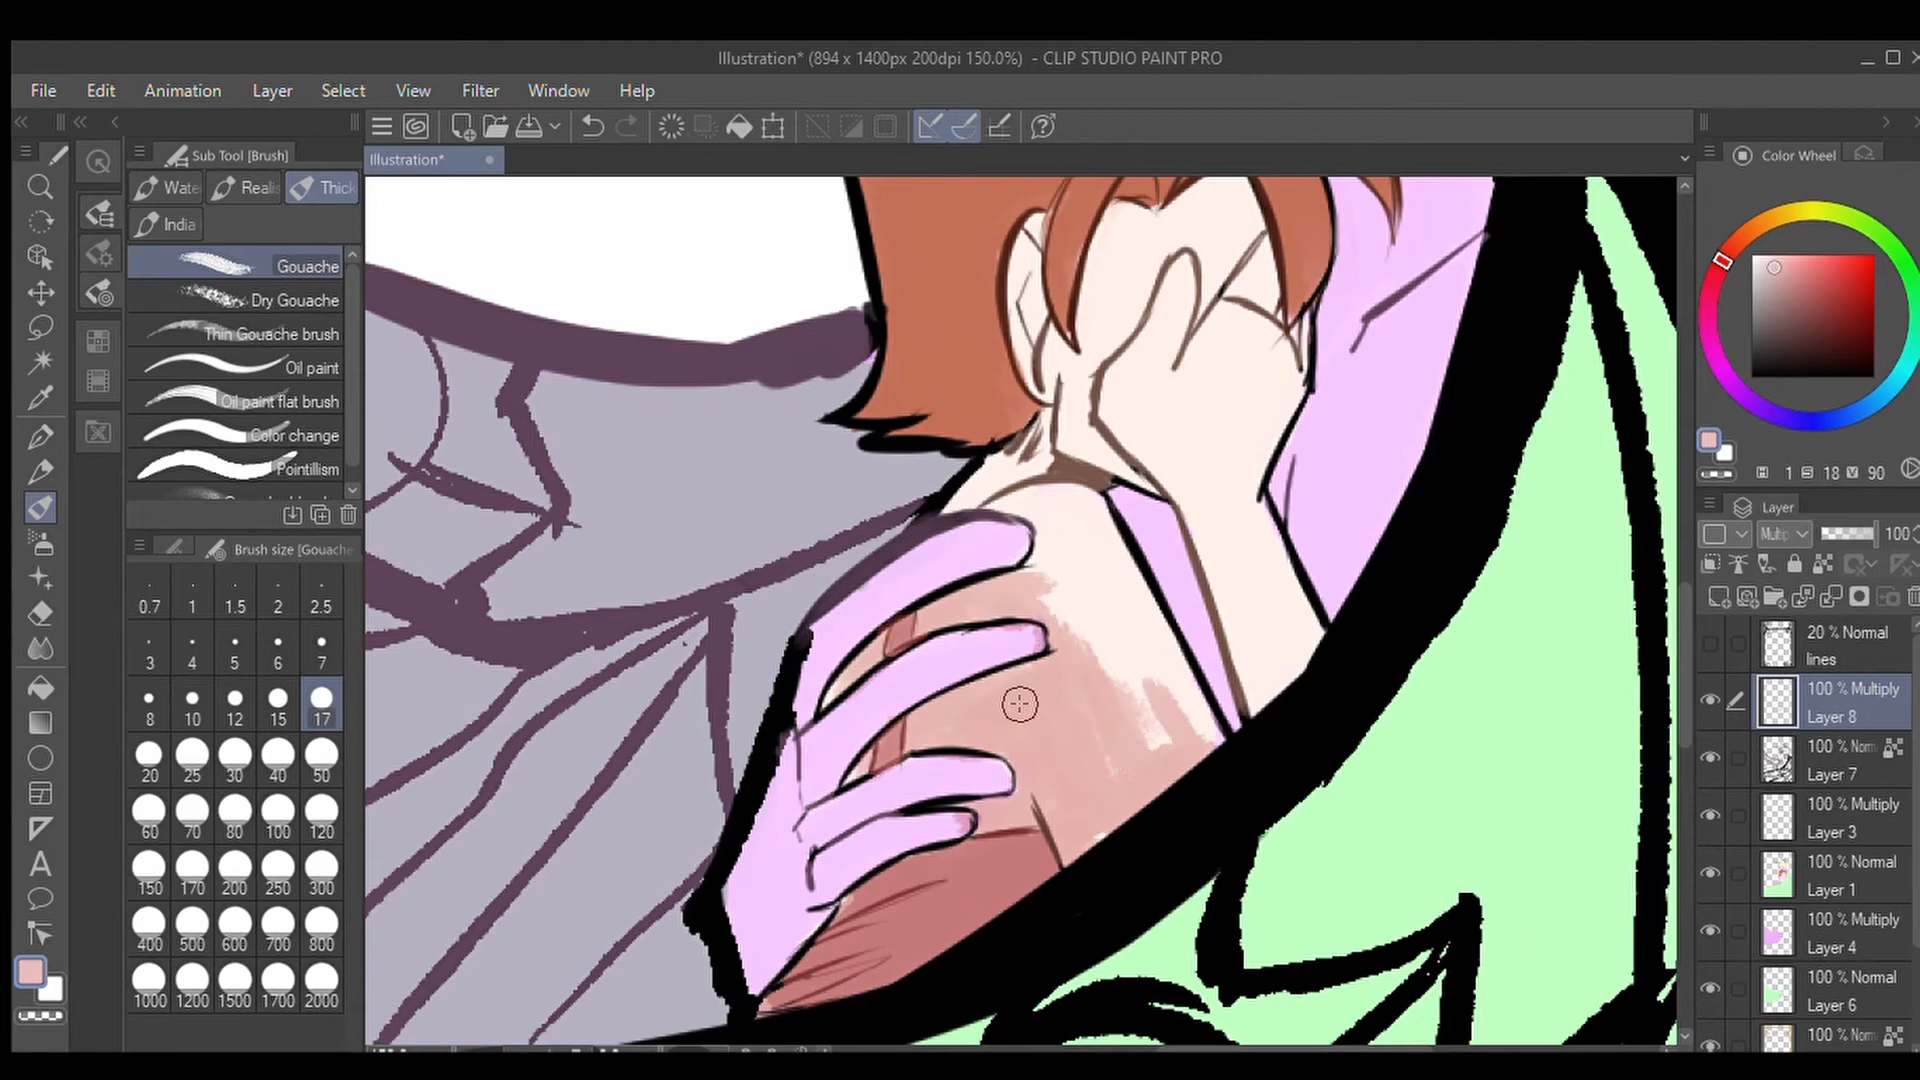 Illustration* (894 x 1400px 200dpi 150.0%) - CLIP STUDIO PAINT PRO
File Edit Animation Layer Select View Filter Window Help
Sub Tool [Brush]
Illustration*
Color Wheel
Wate Realis Thick
India
Gouache
Dry Gouache
Thin Gouache brush
Oil paint
Oil paint flat brush
Color change
Pointillism
H 1 S 18 V 90
Layer
Multip 100
Brush size [Gouache
0.7 1 1.5 2 2.5
3 4 5 6 7
8 10 12 15 17
20 25 30 40 50
60 70 80 100 120
150 170 200 250 300
400 500 600 700 800
1000 1200 1500 1700 2000
20 % Normal
lines
100 % Multiply
Layer 8
100 % Norm
Layer 7
100 % Multiply
Layer 3
100 % Normal
Layer 1
100 % Multiply
Layer 4
100 % Normal
Layer 6
100 % Norm